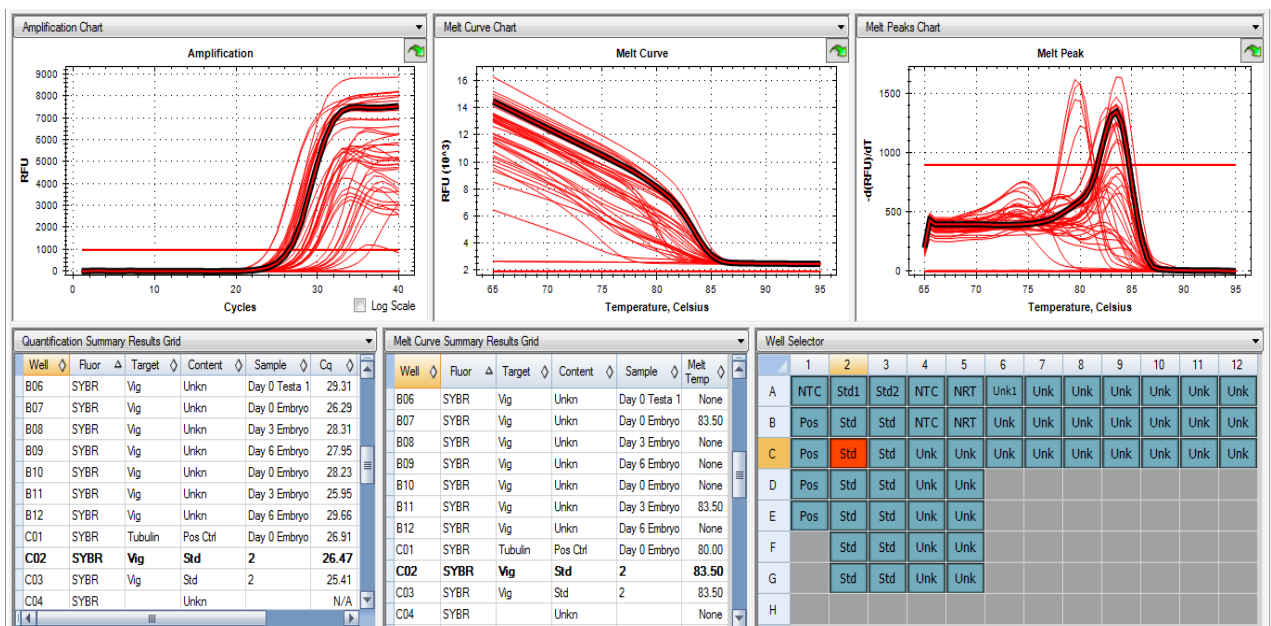 Amplification Chart
Amplification
9000
8000
7000
6000
5000
4000
3000
2000
1000
0
RFU
0 10 20 30 40
Cycles
Log Scale
Melt Curve Chart
Melt Curve
16
14
12
10
8
6
4
2
RFU (10^3)
65 70 75 80 85 90 95
Temperature, Celsius
Melt Peaks Chart
Melt Peak
1500
1000
500
0
-d(RFU)/dT
65 70 75 80 85 90 95
Temperature, Celsius
Quantification Summary Results Grid
Well Fluor Target Content Sample Cq
B06 SYBR Vig Unkn Day 0 Testa 1 29.31
B07 SYBR Vig Unkn Day 0 Embryo 26.29
B08 SYBR Vig Unkn Day 3 Embryo 28.31
B09 SYBR Vig Unkn Day 6 Embryo 27.95
B10 SYBR Vig Unkn Day 0 Embryo 28.23
B11 SYBR Vig Unkn Day 3 Embryo 25.95
B12 SYBR Vig Unkn Day 6 Embryo 29.66
C01 SYBR Tubulin Pos Ctrl Day 0 Embryo 26.91
C02 SYBR Vig Std 2 26.47
C03 SYBR Vig Std 2 25.41
C04 SYBR Unkn N/A
Melt Curve Summary Results Grid
Well Fluor Target Content Sample Melt Temp
B06 SYBR Vig Unkn Day 0 Testa 1 None
B07 SYBR Vig Unkn Day 0 Embryo 83.50
B08 SYBR Vig Unkn Day 3 Embryo None
B09 SYBR Vig Unkn Day 6 Embryo None
B10 SYBR Vig Unkn Day 0 Embryo None
B11 SYBR Vig Unkn Day 3 Embryo 83.50
B12 SYBR Vig Unkn Day 6 Embryo None
C01 SYBR Tubulin Pos Ctrl Day 0 Embryo 80.00
C02 SYBR Vig Std 2 83.50
C03 SYBR Vig Std 2 83.50
C04 SYBR Unkn None
Well Selector
1 2 3 4 5 6 7 8 9 10 11 12
A NTC Std1 Std2 NTC NRT Unk1 Unk Unk Unk Unk Unk Unk
B Pos Std Std NTC NRT Unk Unk Unk Unk Unk Unk Unk
C Pos Std Std Unk Unk Unk Unk Unk Unk Unk Unk Unk
D Pos Std Std Unk Unk
E Pos Std Std Unk Unk
F Std Std Unk Unk
G Std Std Unk Unk
H